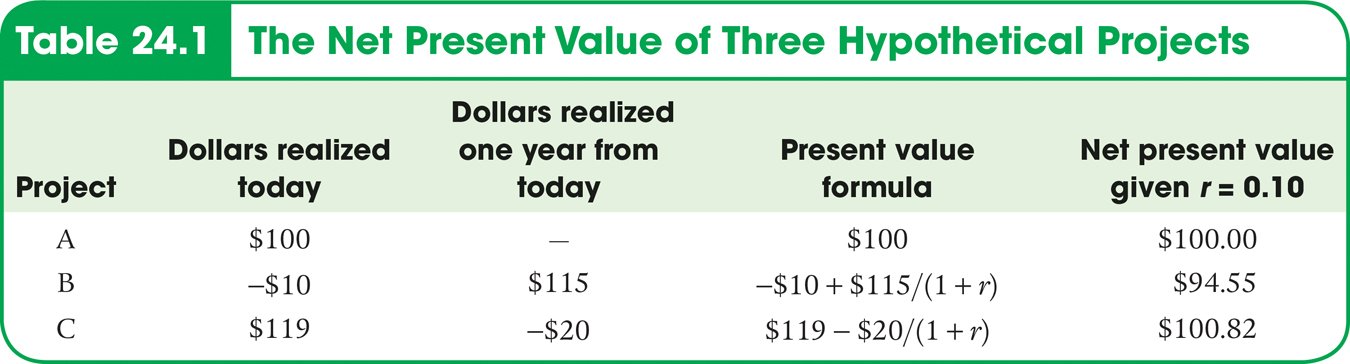 Table 24.1 The Net Present Value of Three Hypothetical Projects
Dollars realized
Dollars realized one year from Present value Net present value
Project today today formula given r = 0.10
A $100 — $100 $100.00
B –$10 $115 –$10 + $115/(1 + r) $94.55
C $119 –$20 $119 – $20/(1 + r) $100.82